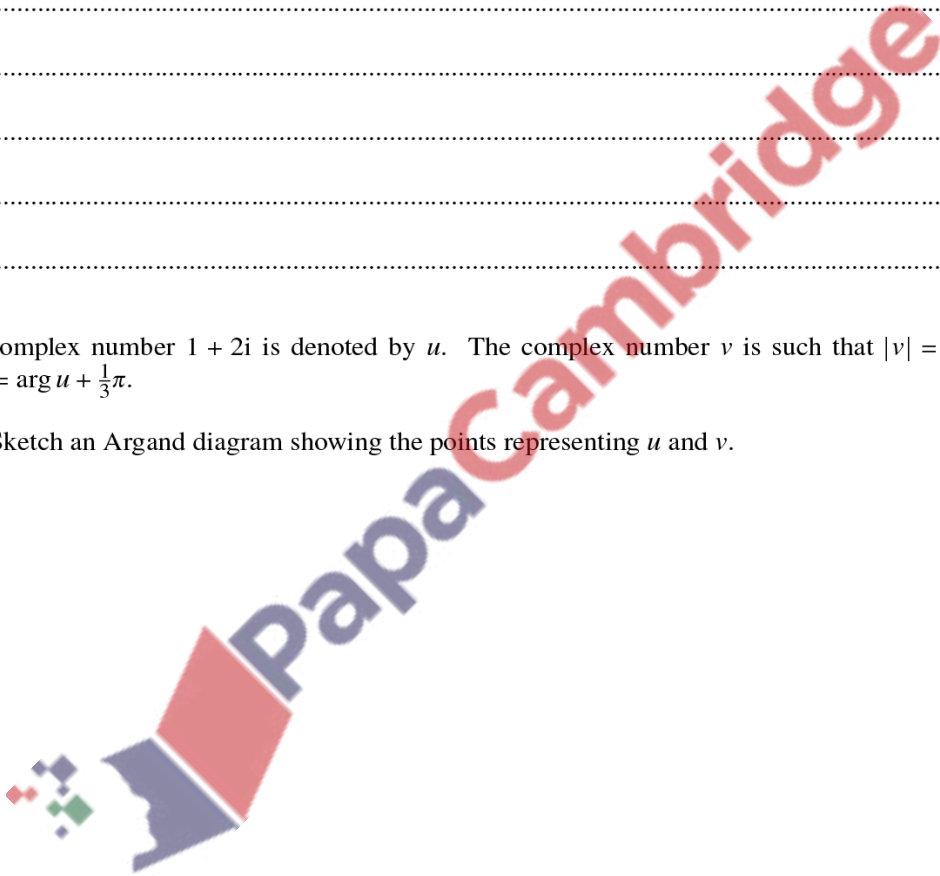 omplex number 1 + 2i is denoted by u. The complex number v is such that |v| =
= arg u + 1/3 π.
Sketch an Argand diagram showing the points representing u and v.
PapaCambridge